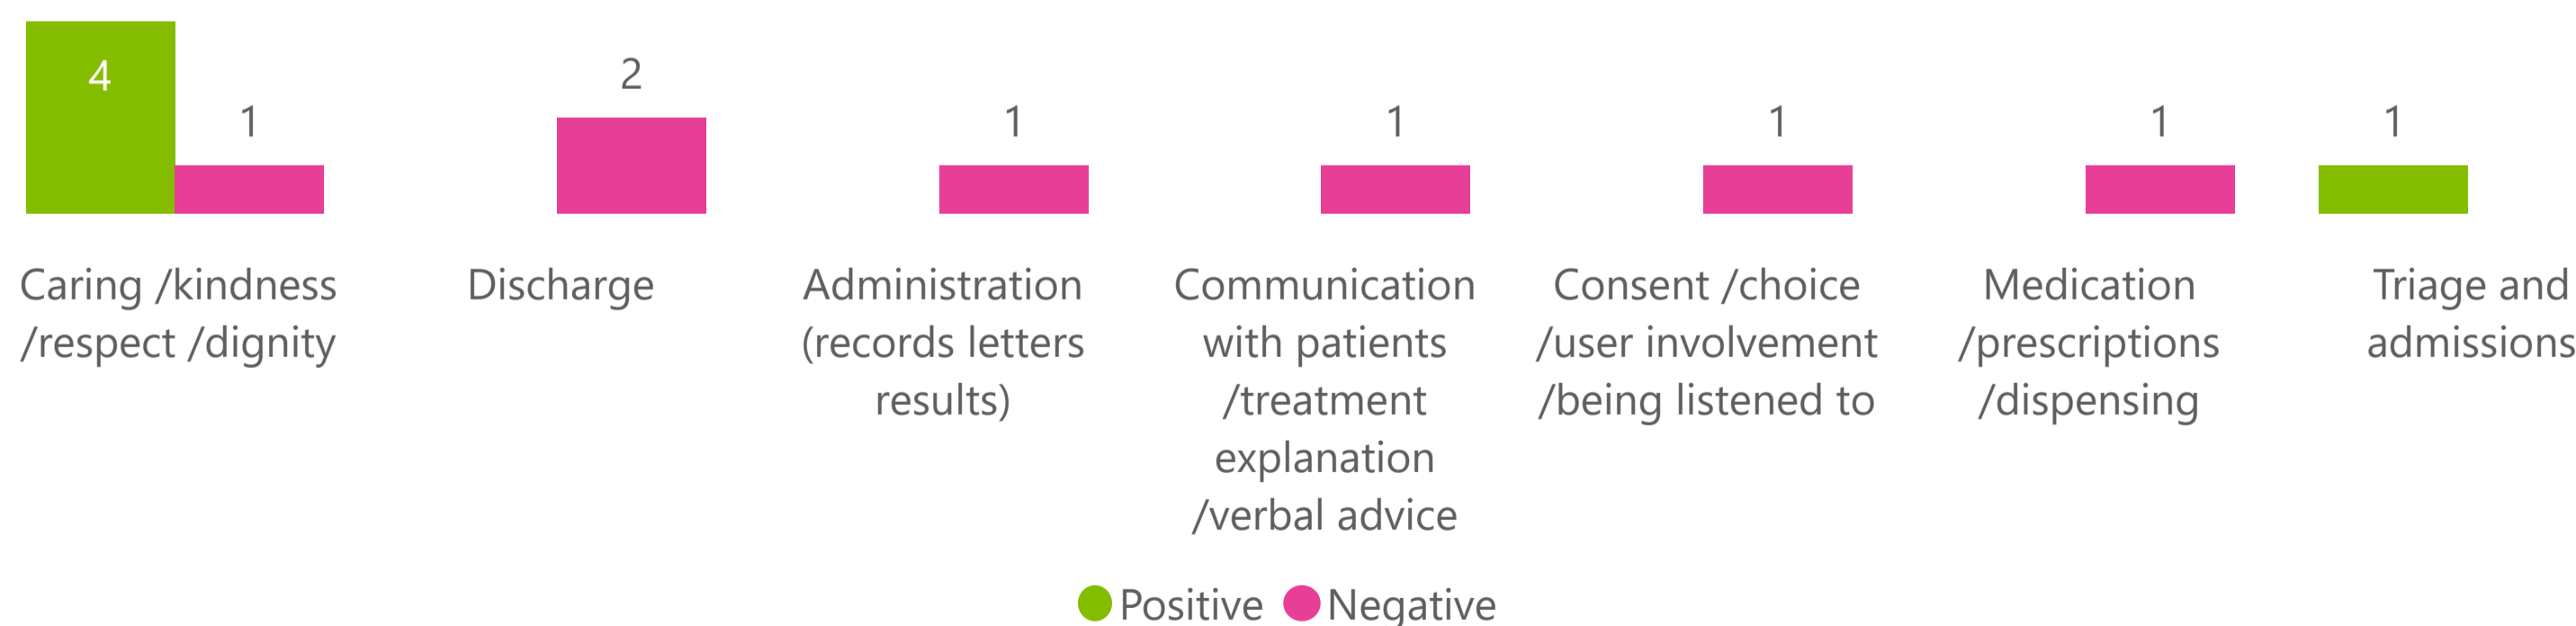 4
1
2
1
1
1
1
1
Caring /kindness
/respect /dignity
Discharge
Administration
(records letters
results)
Communication
with patients
/treatment
explanation
/verbal advice
Consent /choice
/user involvement
/being listened to
Medication
/prescriptions
/dispensing
Triage and
admissions
Positive
Negative